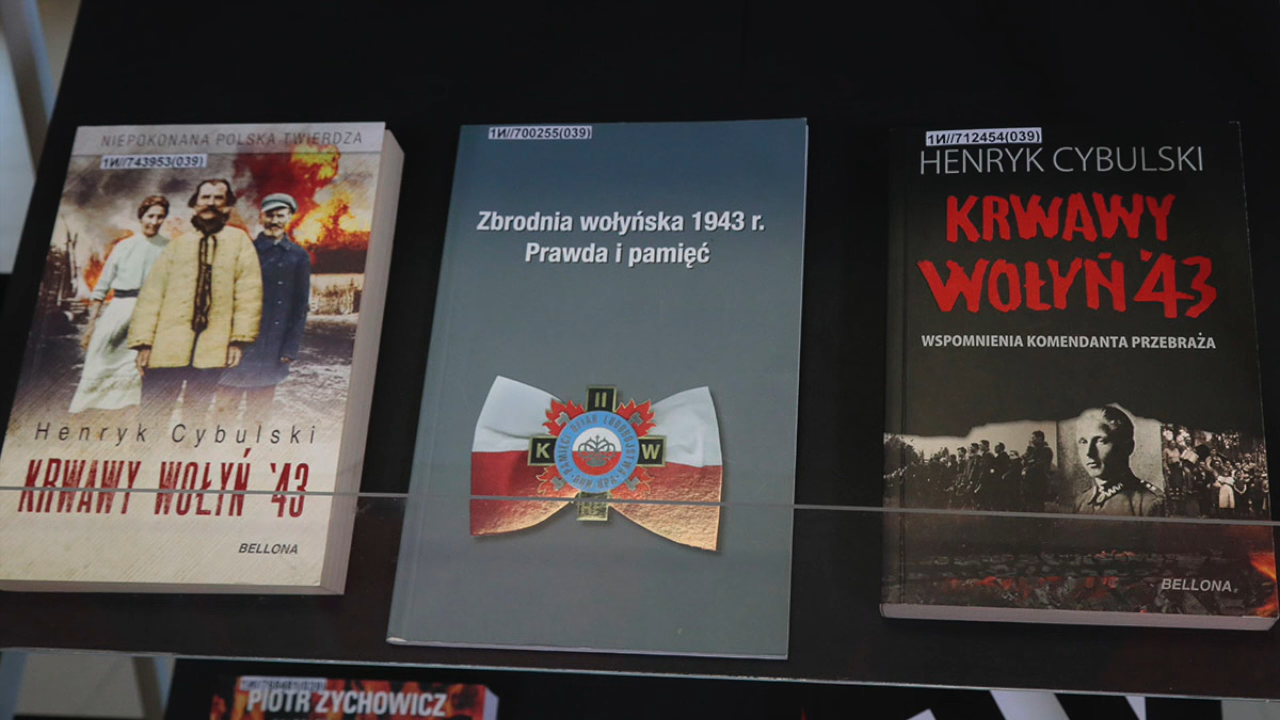 NIEPOKONANA POLSKA TWIERDZA
1И//743953(039)
Henryk Cybulski
KRWAWY WOŁYŃ '43
BELLONA
1И//700255(039)
Zbrodnia wołyńska 1943 r.
Prawda i pamięć
II
K W
1И//712454(039)
HENRYK CYBULSKI
KRWAWY
WOŁYŃ '43
WSPOMNIENIA KOMENDANTA PRZEBRAŻA
BELLONA
PIOTR ZYCHOWICZ